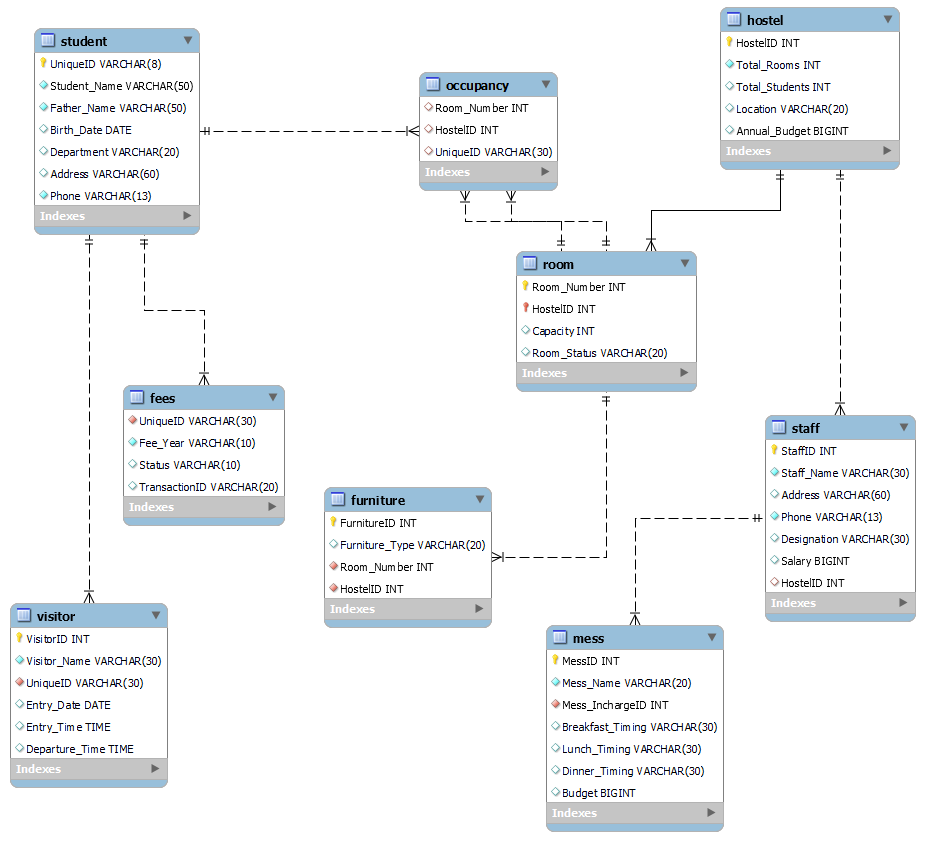 student
UniqueID VARCHAR(8)
Student_Name VARCHAR(50)
Father_Name VARCHAR(50)
Birth_Date DATE
Department VARCHAR(20)
Address VARCHAR(60)
Phone VARCHAR(13)
Indexes
occupancy
Room_Number INT
HostelID INT
UniqueID VARCHAR(30)
Indexes
hostel
HostelID INT
Total_Rooms INT
Total_Students INT
Location VARCHAR(20)
Annual_Budget BIGINT
Indexes
room
Room_Number INT
HostelID INT
Capacity INT
Room_Status VARCHAR(20)
Indexes
fees
UniqueID VARCHAR(30)
Fee_Year VARCHAR(10)
Status VARCHAR(10)
TransactionID VARCHAR(20)
Indexes
furniture
FurnitureID INT
Furniture_Type VARCHAR(20)
Room_Number INT
HostelID INT
Indexes
staff
StaffID INT
Staff_Name VARCHAR(30)
Address VARCHAR(60)
Phone VARCHAR(13)
Designation VARCHAR(30)
Salary BIGINT
HostelID INT
Indexes
visitor
VisitorID INT
Visitor_Name VARCHAR(30)
UniqueID VARCHAR(30)
Entry_Date DATE
Entry_Time TIME
Departure_Time TIME
Indexes
mess
MessID INT
Mess_Name VARCHAR(20)
Mess_InchargeID INT
Breakfast_Timing VARCHAR(30)
Lunch_Timing VARCHAR(30)
Dinner_Timing VARCHAR(30)
Budget BIGINT
Indexes